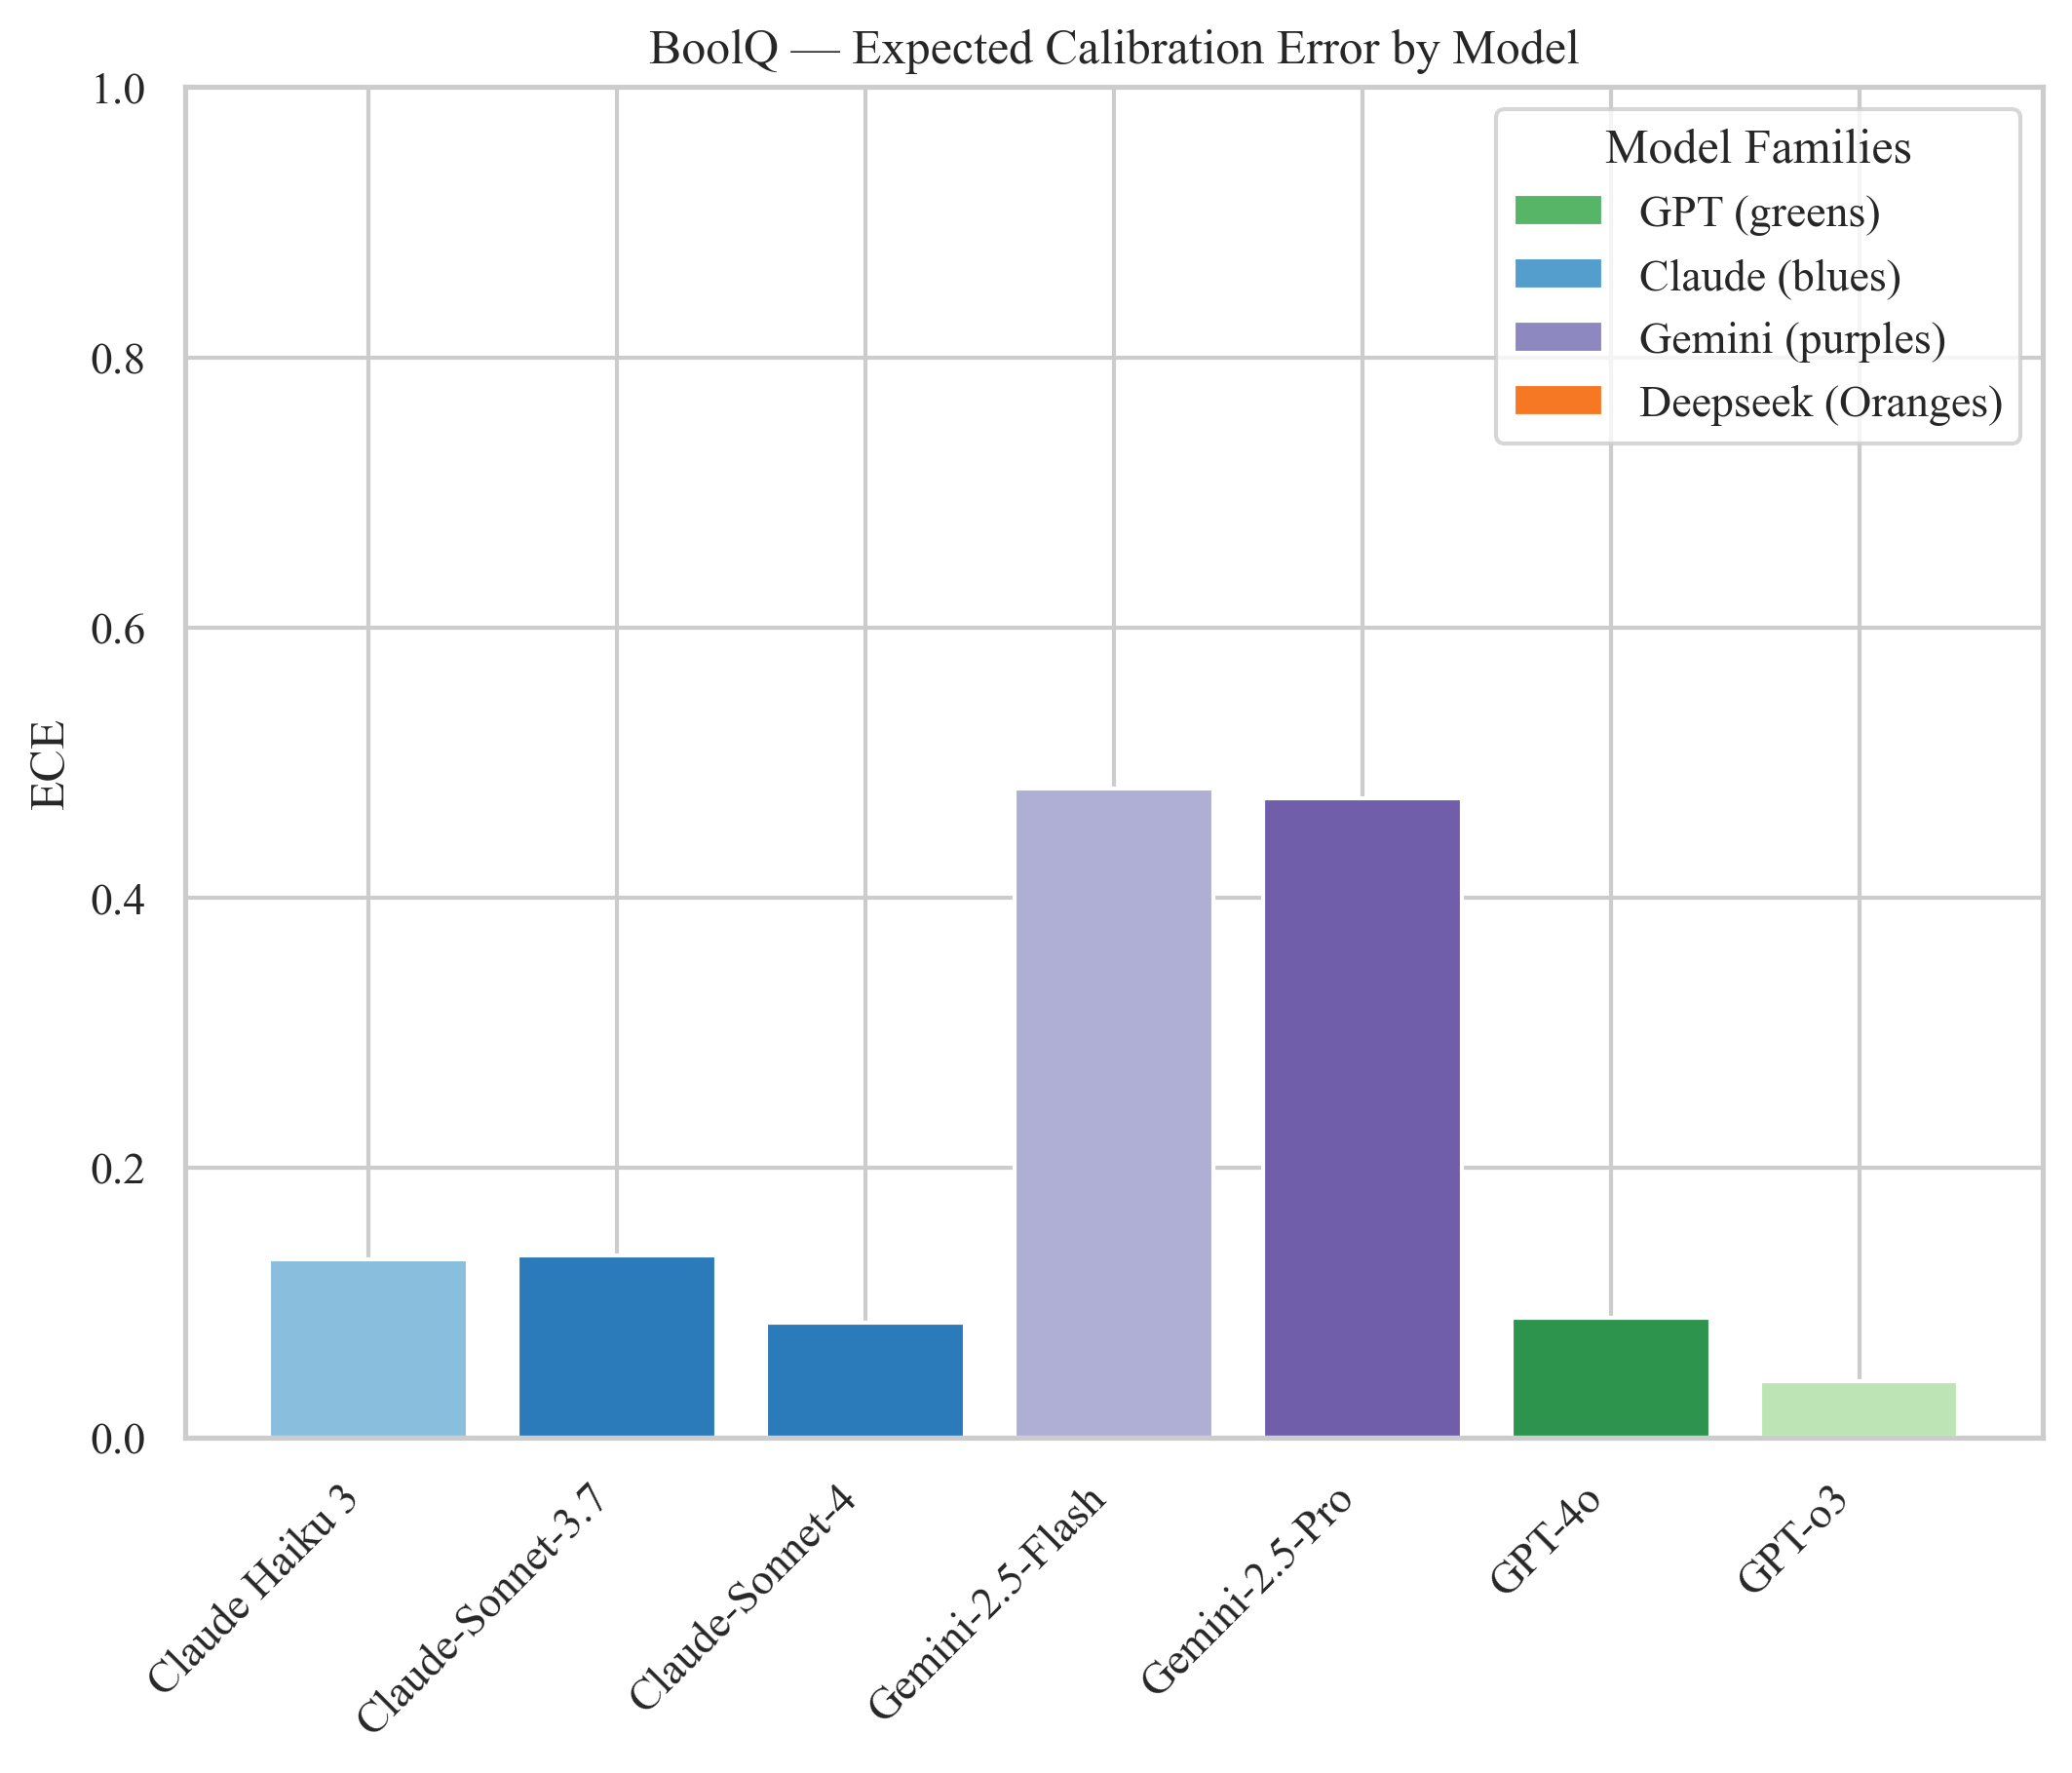 BoolQ — Expected Calibration Error by Model
1.0
0.8
0.6
0.4
0.2
0.0
ECE
Model Families
GPT (greens)
Claude (blues)
Gemini (purples)
Deepseek (Oranges)
Claude Haiku 3
Claude-Sonnet-3.7
Claude-Sonnet-4
Gemini-2.5-Flash
Gemini-2.5-Pro
GPT-4o
GPT-o3